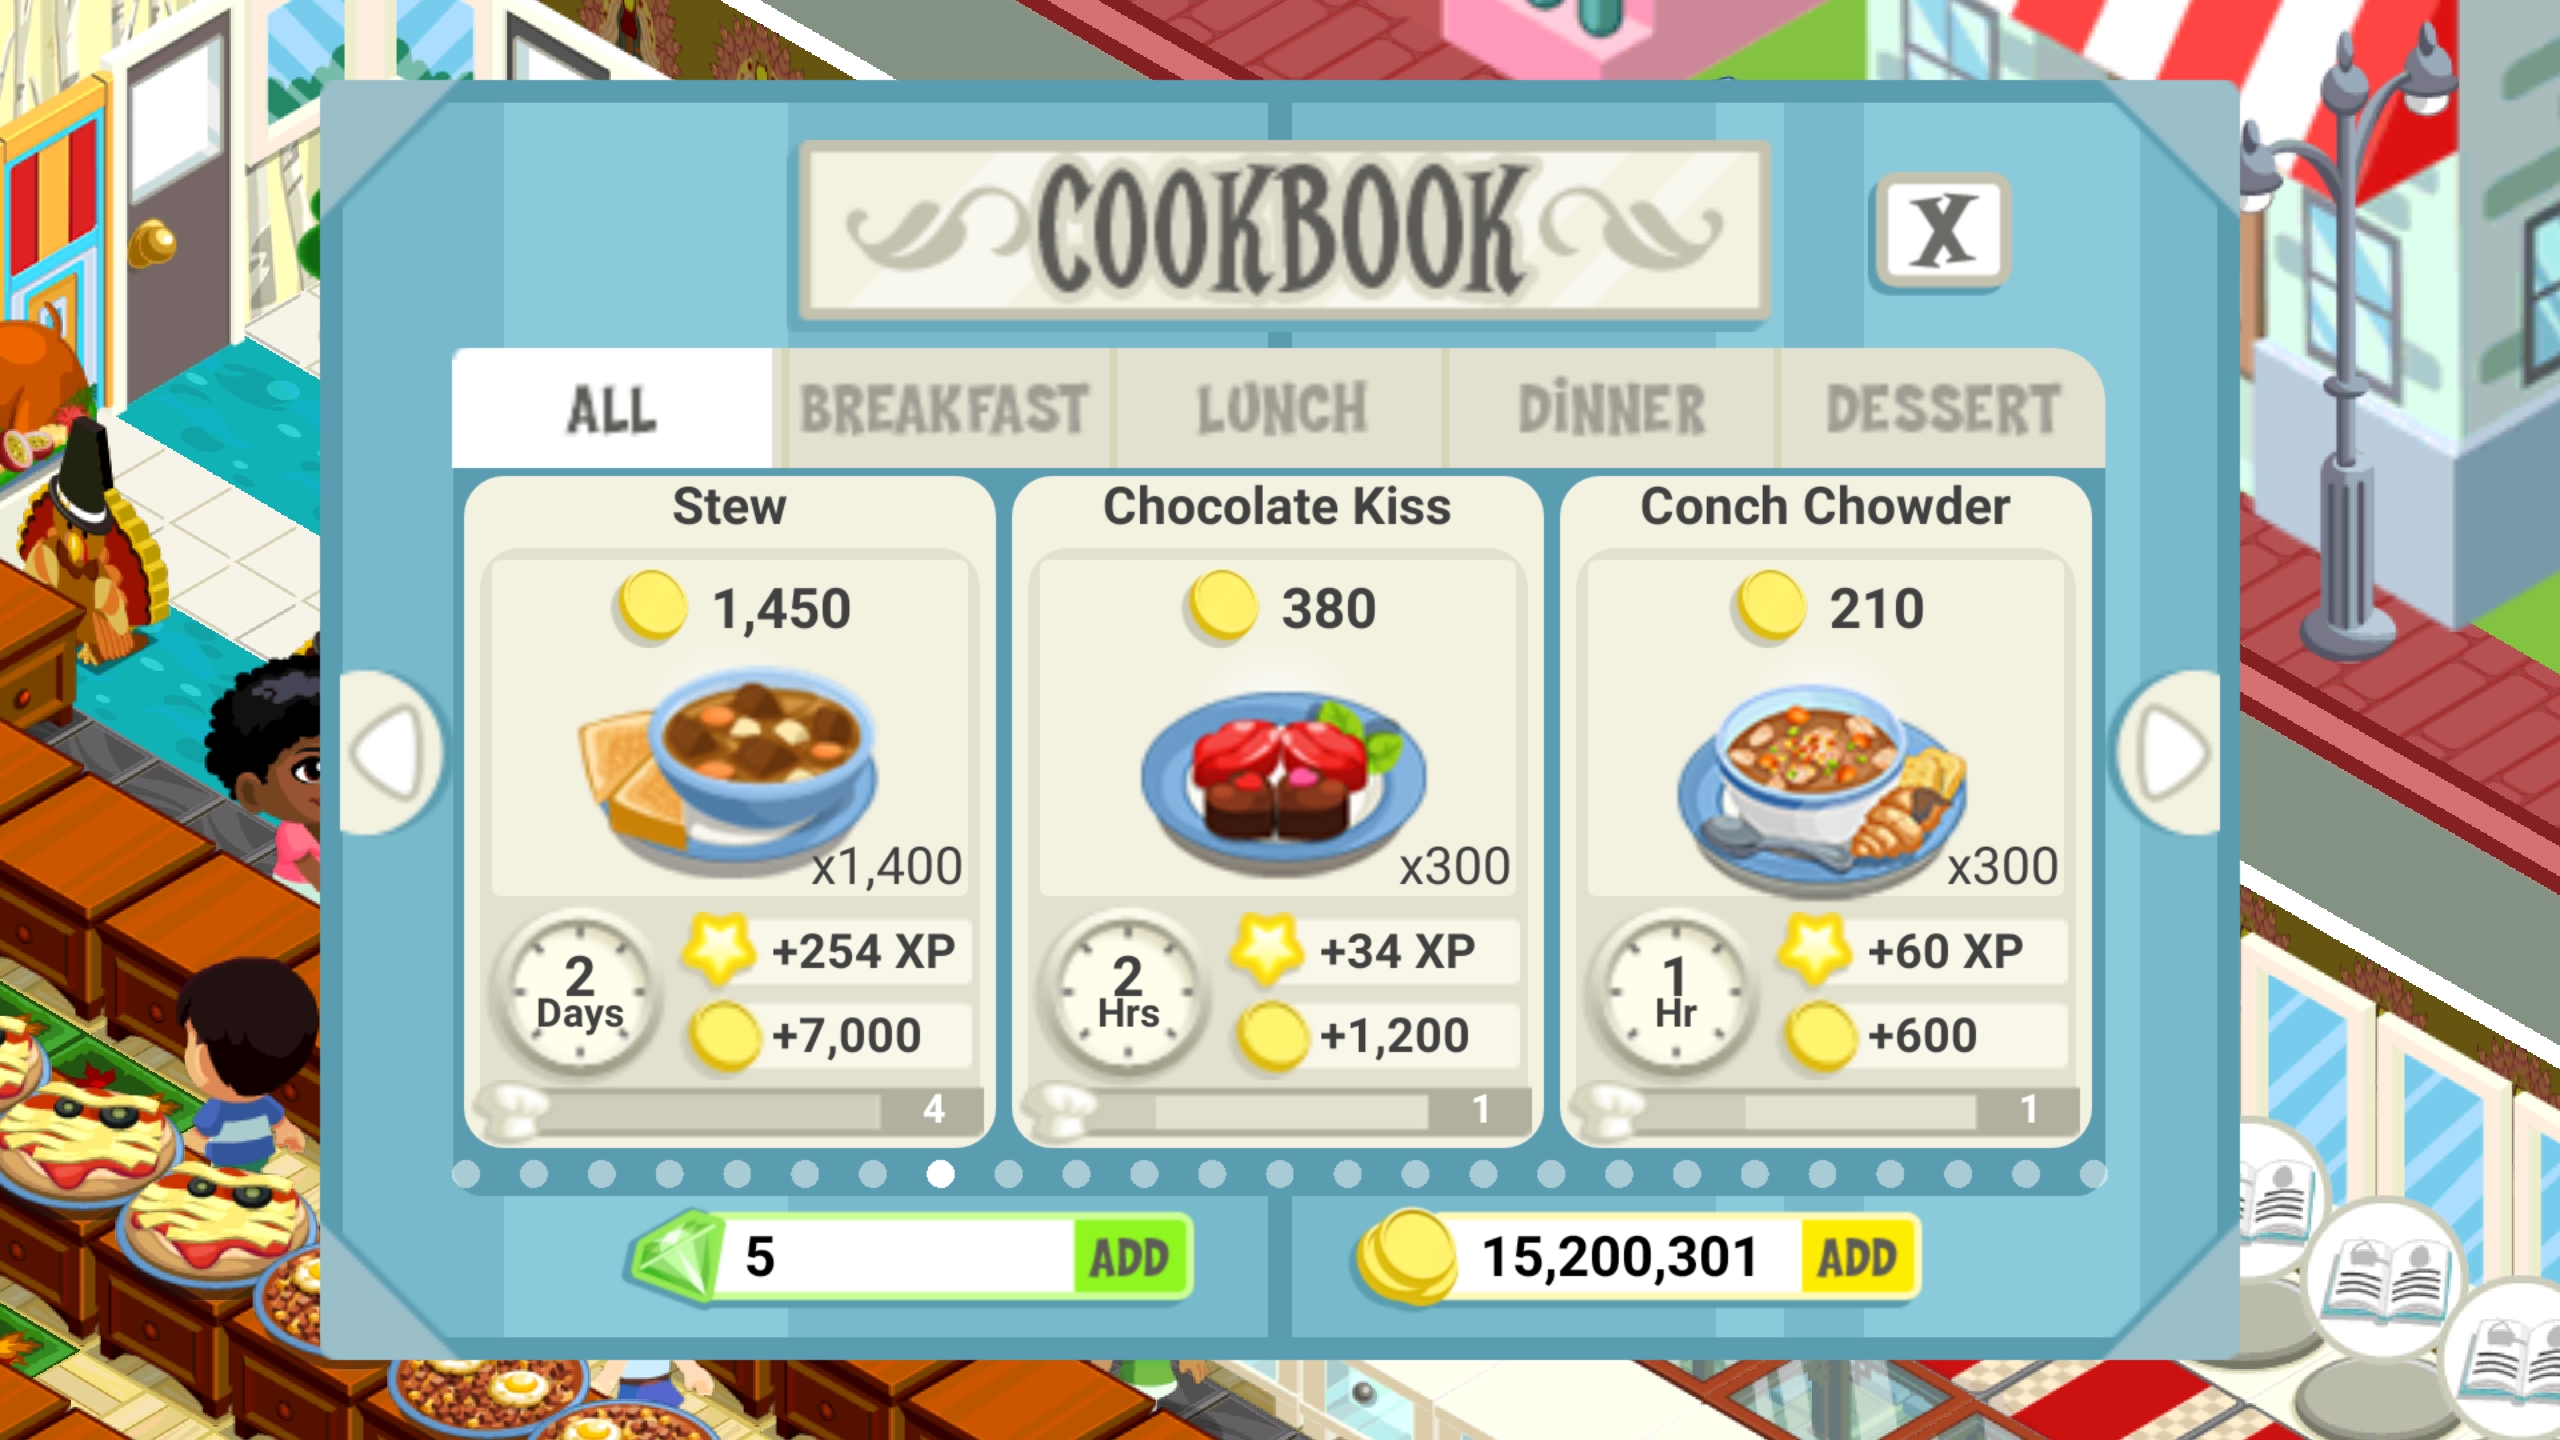 COOKBOOK
X
ALL BREAKFAST LUNCH DINNER DESSERT
Stew
1,450
x1,400
2
Days
+254 XP
+7,000
4
Chocolate Kiss
380
x300
2
Hrs
+34 XP
+1,200
1
Conch Chowder
210
x300
1
Hr
+60 XP
+600
1
5 ADD
15,200,301 ADD